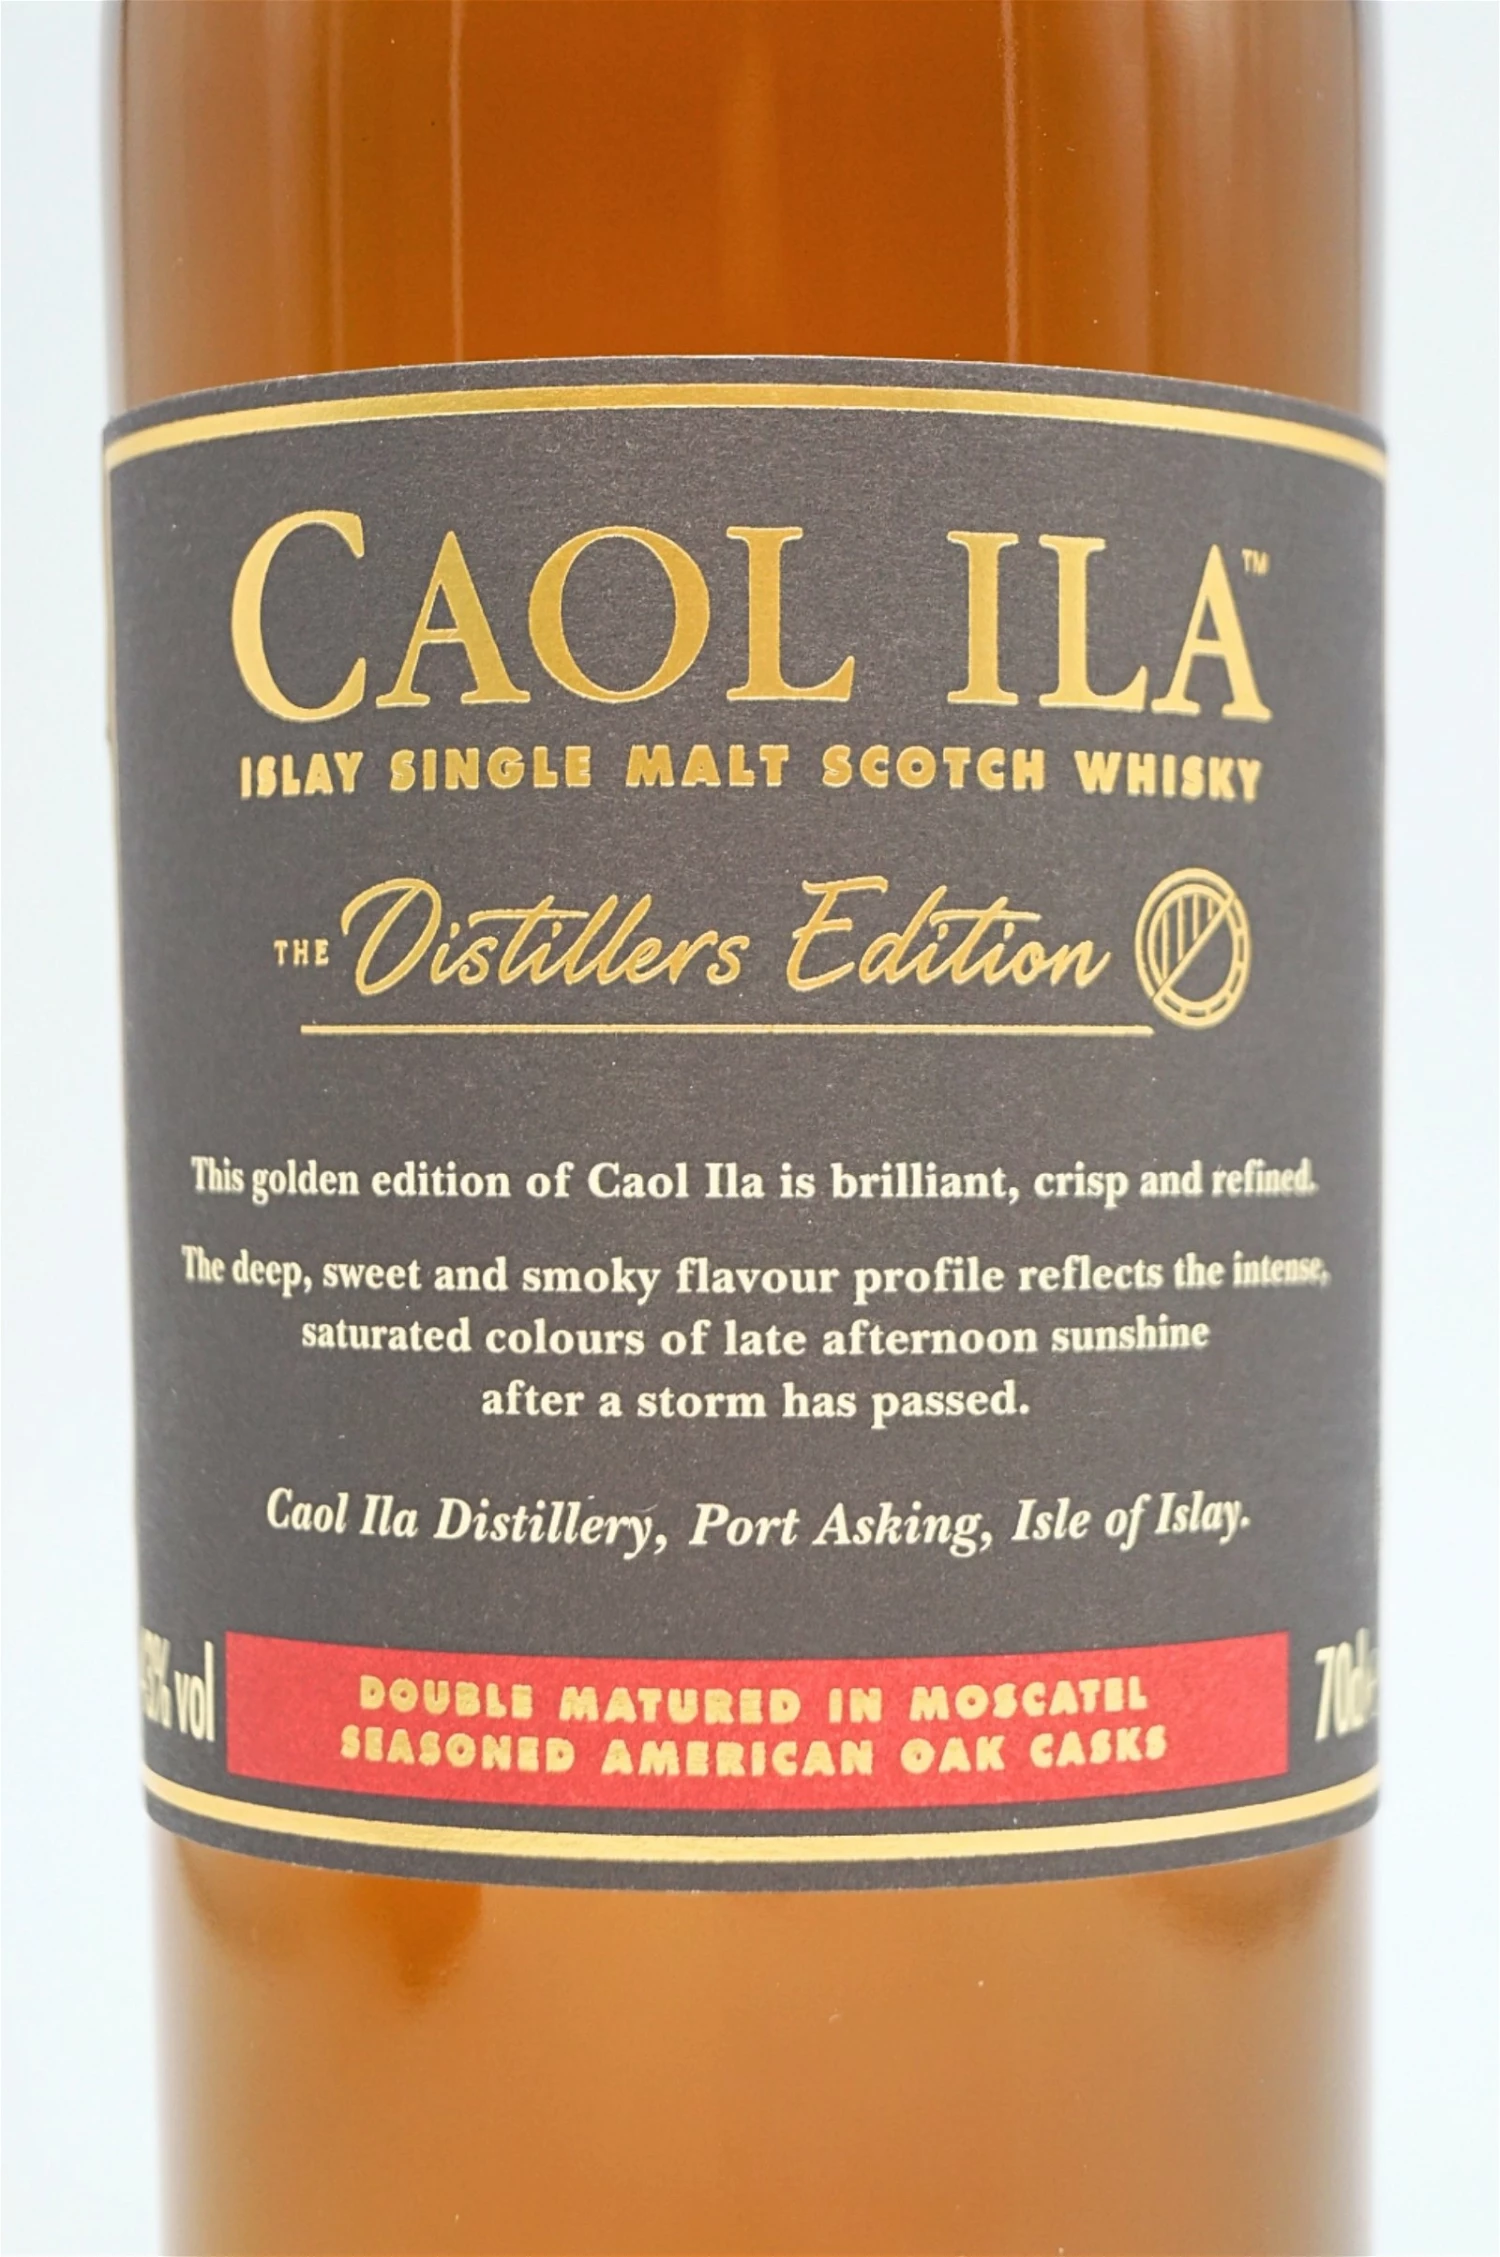 CAOL ILA™
ISLAY SINGLE MALT SCOTCH WHISKY
THE Distillers Edition
This golden edition of Caol Ila is brilliant, crisp and refined.
The deep, sweet and smoky flavour profile reflects the intense,
saturated colours of late afternoon sunshine
after a storm has passed.
Caol Ila Distillery, Port Asking, Isle of Islay.
vol
DOUBLE MATURED IN MOSCATEL
SEASONED AMERICAN OAK CASKS
70cl